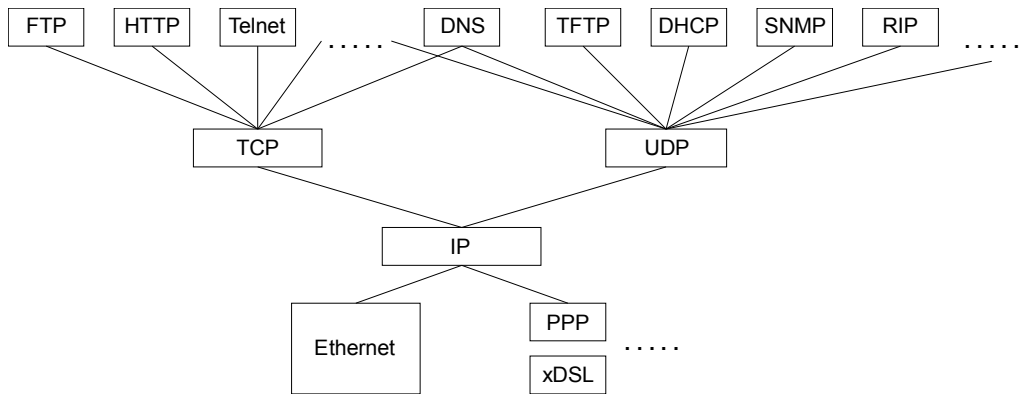 FTP HTTP Telnet ..... DNS TFTP DHCP SNMP RIP .....
TCP UDP
IP
Ethernet PPP .....
xDSL